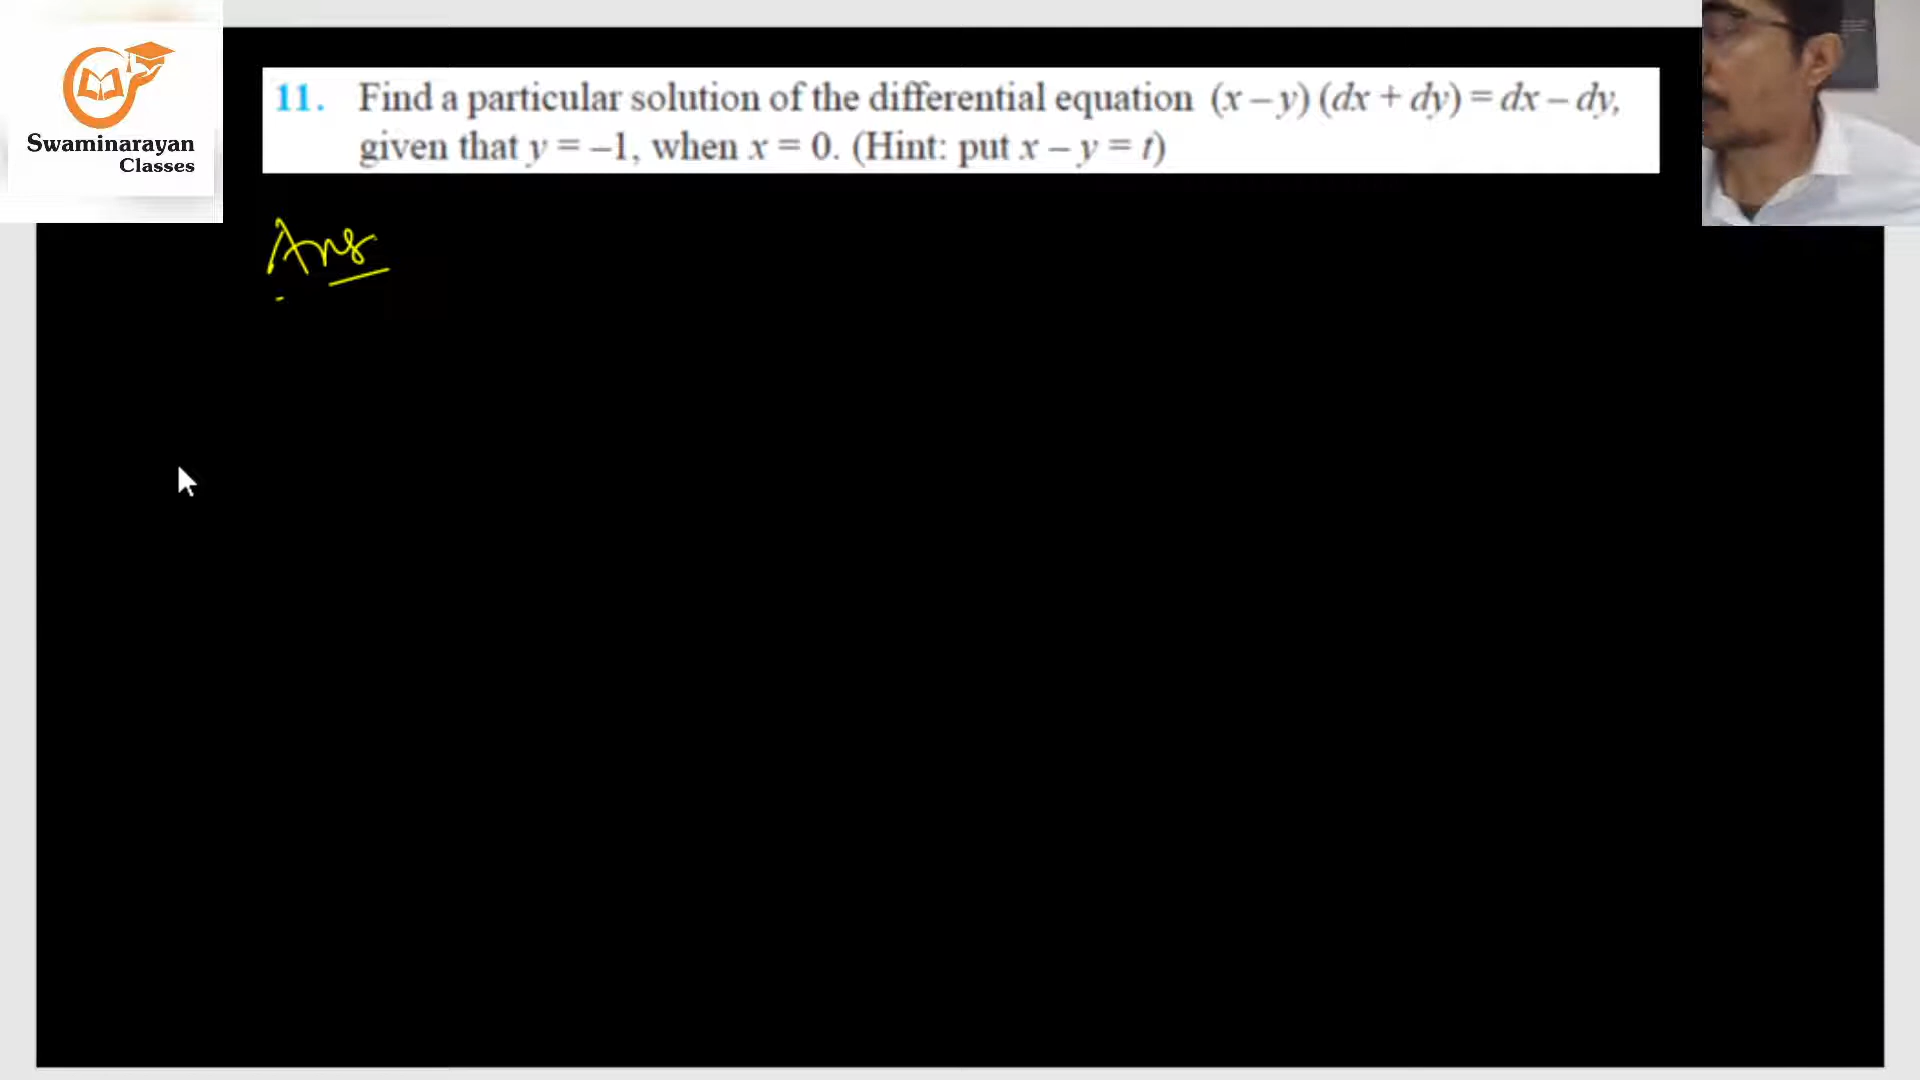 Swaminarayan
Classes
11. Find a particular solution of the differential equation (x – y) (dx + dy) = dx – dy,
given that y = –1, when x = 0. (Hint: put x – y = t)
Ans